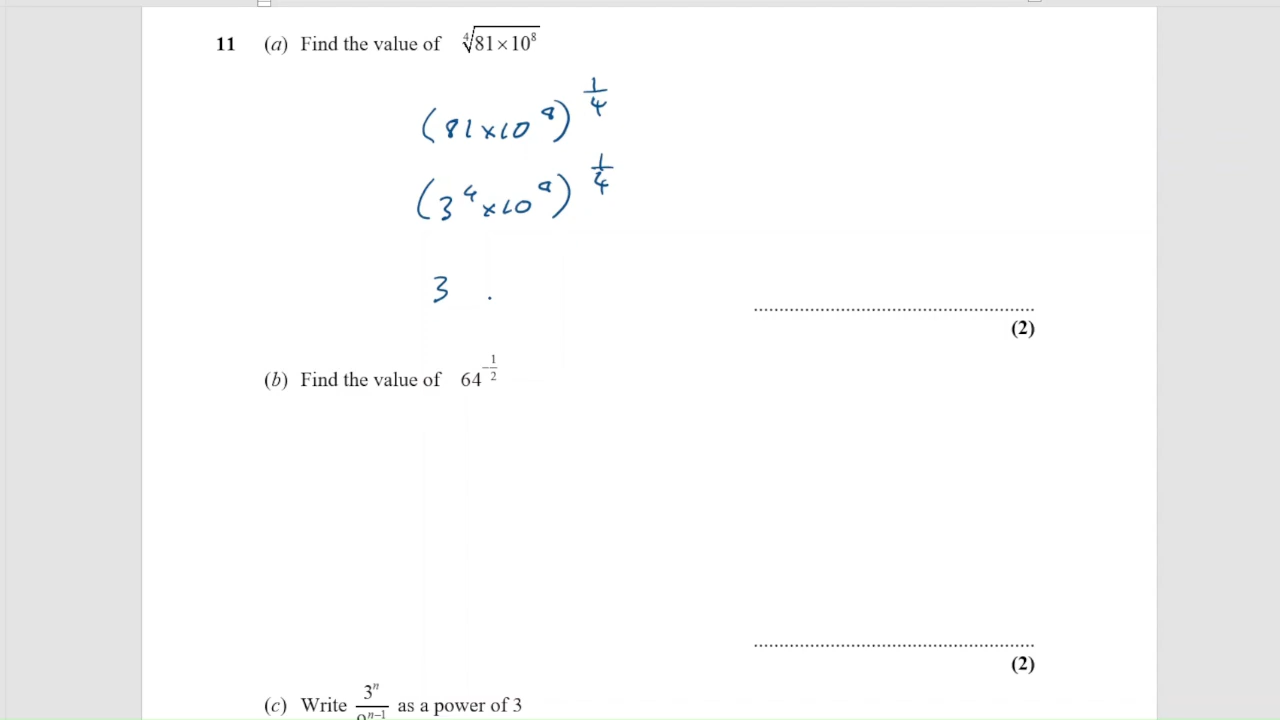 11 (a) Find the value of ∜(81 × 10⁸)
(81×10⁸)^(1/4)
(3⁴×10⁸)^(1/4)
3 .
(2)
(b) Find the value of 64^(-1/2)
(2)
(c) Write 3ⁿ/9ⁿ⁻¹ as a power of 3